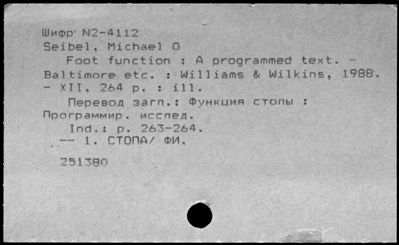 Шифр N2-4112
Seibel, Michael O
Foot function : A programmed text. -
Baltimore etc. : Williams & Wilkins, 1988.
- XII, 264 p. : ill.
Перевод загл.: Функция стопы :
Программир. исслед.
Ind.: p. 263-264.
-- 1. СТОПА/ ФИ.
251380